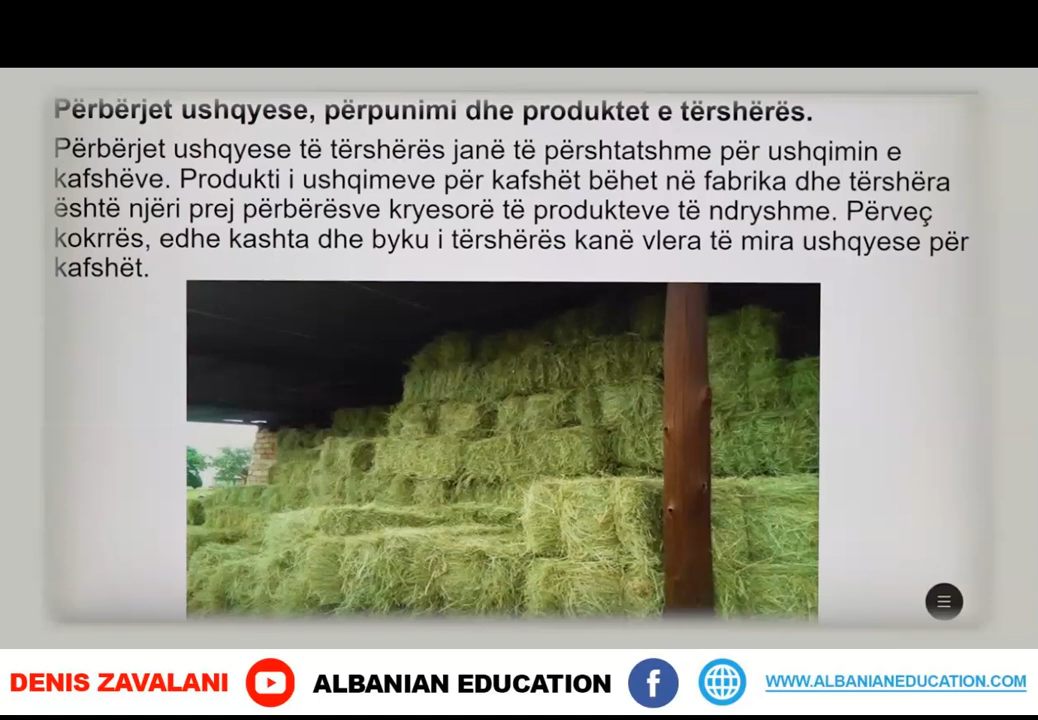 Përbërjet ushqyese, përpunimi dhe produktet e tërshërës.
Përbërjet ushqyese të tërshërës janë të përshtatshme për ushqimin e
kafshëve. Produkti i ushqimeve për kafshët bëhet në fabrika dhe tërshëra
është njëri prej përbërësve kryesorë të produkteve të ndryshme. Përveç
kokrrës, edhe kashta dhe byku i tërshërës kanë vlera të mira ushqyese për
kafshët.
DENIS ZAVALANI ALBANIAN EDUCATION WWW.ALBANIANEDUCATION.COM